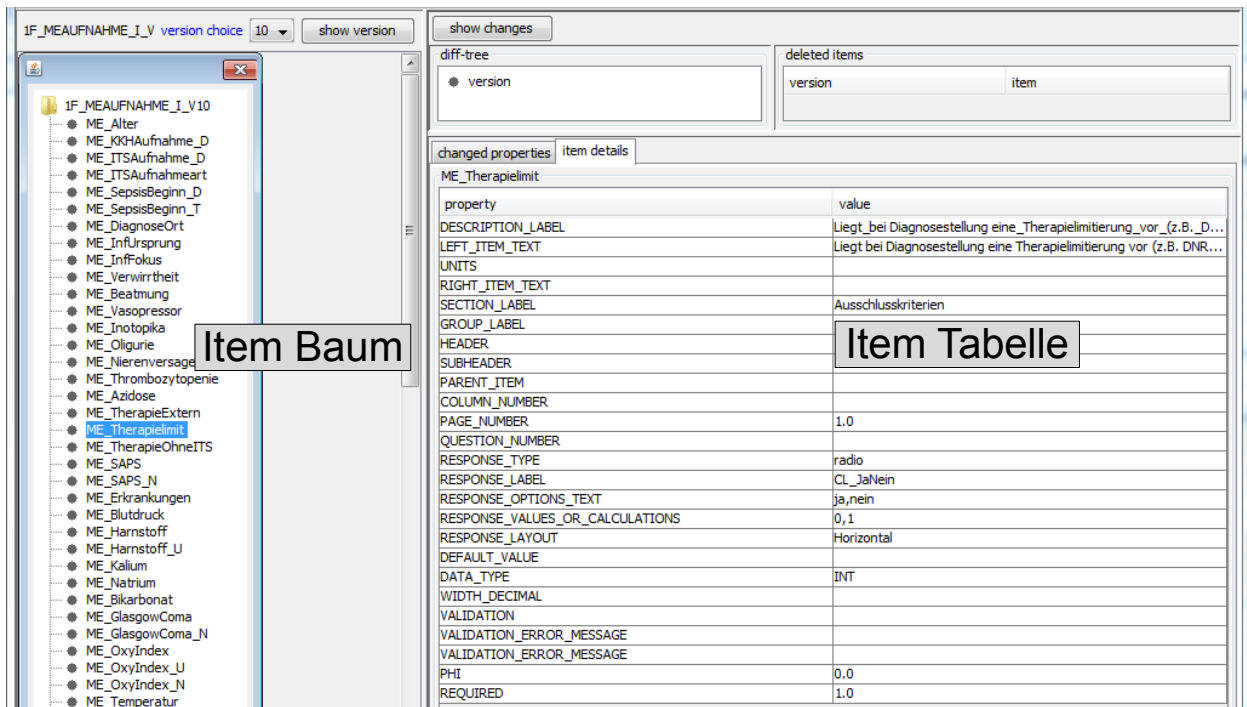 1F_MEAUFNAHME_I_V version choice 10 show version
1F_MEAUFNAHME_I_V10
ME_Alter
ME_KKHAufnahme_D
ME_ITSAufnahme_D
ME_ITSAufnahmeart
ME_SepsisBeginn_D
ME_SepsisBeginn_T
ME_DiagnoseOrt
ME_InfUrsprung
ME_InfFokus
ME_Verwirrtheit
ME_Beatmung
ME_Vasopressor
ME_Inotopika
ME_Oligurie
ME_Nierenversage
ME_Thrombozytopenie
ME_Azidose
ME_TherapieExtern
ME_Therapielimit
ME_TherapieOhneITS
ME_SAPS
ME_SAPS_N
ME_Erkrankungen
ME_Blutdruck
ME_Harnstoff
ME_Harnstoff_U
ME_Kalium
ME_Natrium
ME_Bikarbonat
ME_GlasgowComa
ME_GlasgowComa_N
ME_OxyIndex
ME_OxyIndex_U
ME_OxyIndex_N
ME_Temperatur
Item Baum
show changes
diff-tree
version
deleted items
version item
changed properties item details
ME_Therapielimit
property value
DESCRIPTION_LABEL Liegt_bei Diagnosestellung eine_Therapielimitierung_vor_(z.B._D...
LEFT_ITEM_TEXT Liegt bei Diagnosestellung eine Therapielimitierung vor (z.B. DNR...
UNITS
RIGHT_ITEM_TEXT
SECTION_LABEL Ausschlusskriterien
GROUP_LABEL
HEADER
SUBHEADER
PARENT_ITEM
COLUMN_NUMBER
PAGE_NUMBER 1.0
QUESTION_NUMBER
RESPONSE_TYPE radio
RESPONSE_LABEL CL_JaNein
RESPONSE_OPTIONS_TEXT ja,nein
RESPONSE_VALUES_OR_CALCULATIONS 0,1
RESPONSE_LAYOUT Horizontal
DEFAULT_VALUE
DATA_TYPE INT
WIDTH_DECIMAL
VALIDATION
VALIDATION_ERROR_MESSAGE
VALIDATION_ERROR_MESSAGE
PHI 0.0
REQUIRED 1.0
Item Tabelle